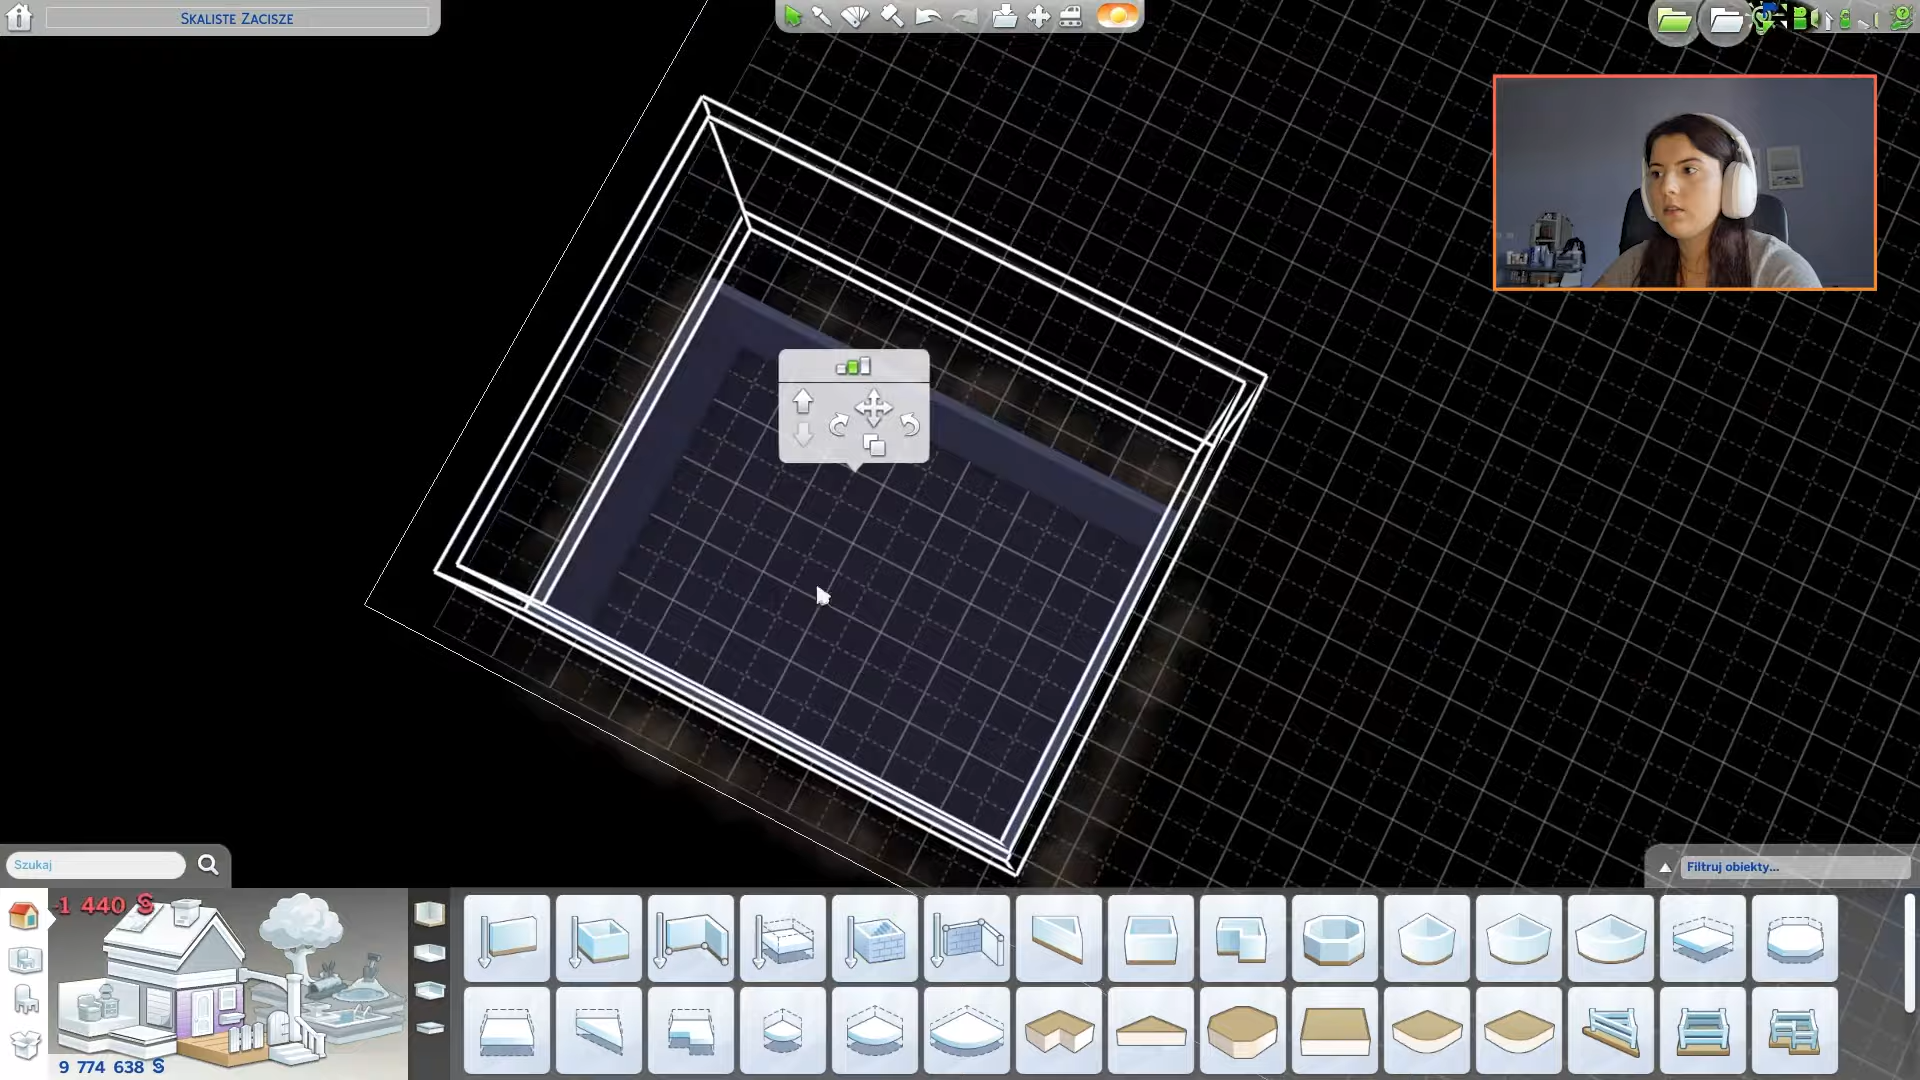 SKALISTE ZACISZE
Szukaj
Filtruj obiekty...
-1 440 §
9 774 638 §